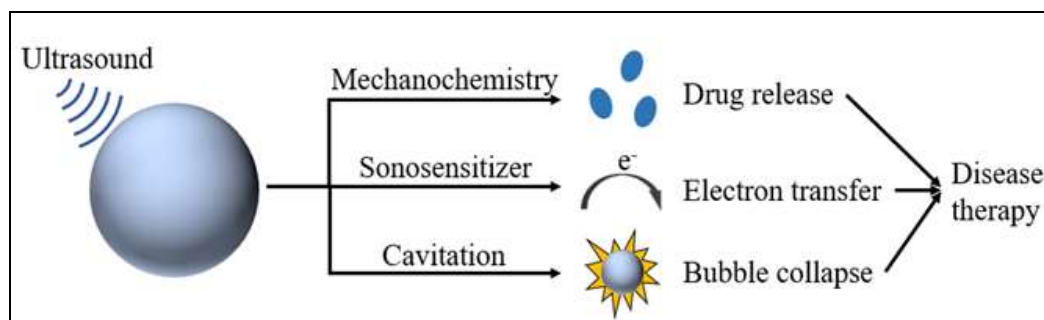 Ultrasound
Mechanochemistry
Drug release
Sonosensitizer
e-
Electron transfer
Disease
therapy
Cavitation
Bubble collapse